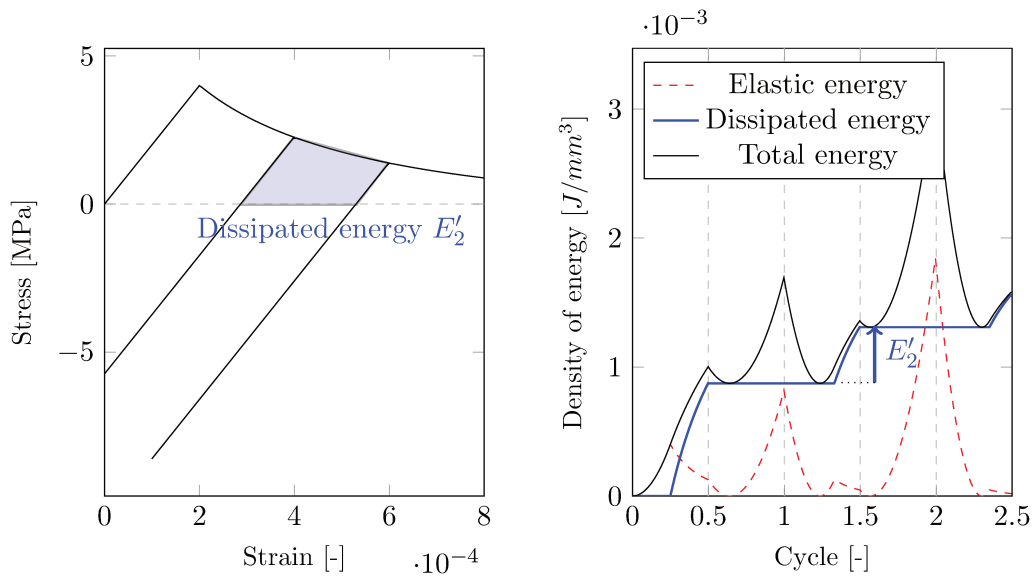 5
0
−5
Stress [MPa]
Dissipated energy E′₂
0
2
4
6
8
Strain [-]
·10⁻⁴
·10⁻³
3
2
1
0
Density of energy [J/mm³]
Elastic energy
Dissipated energy
Total energy
E′₂
0
0.5
1
1.5
2
2.5
Cycle [-]